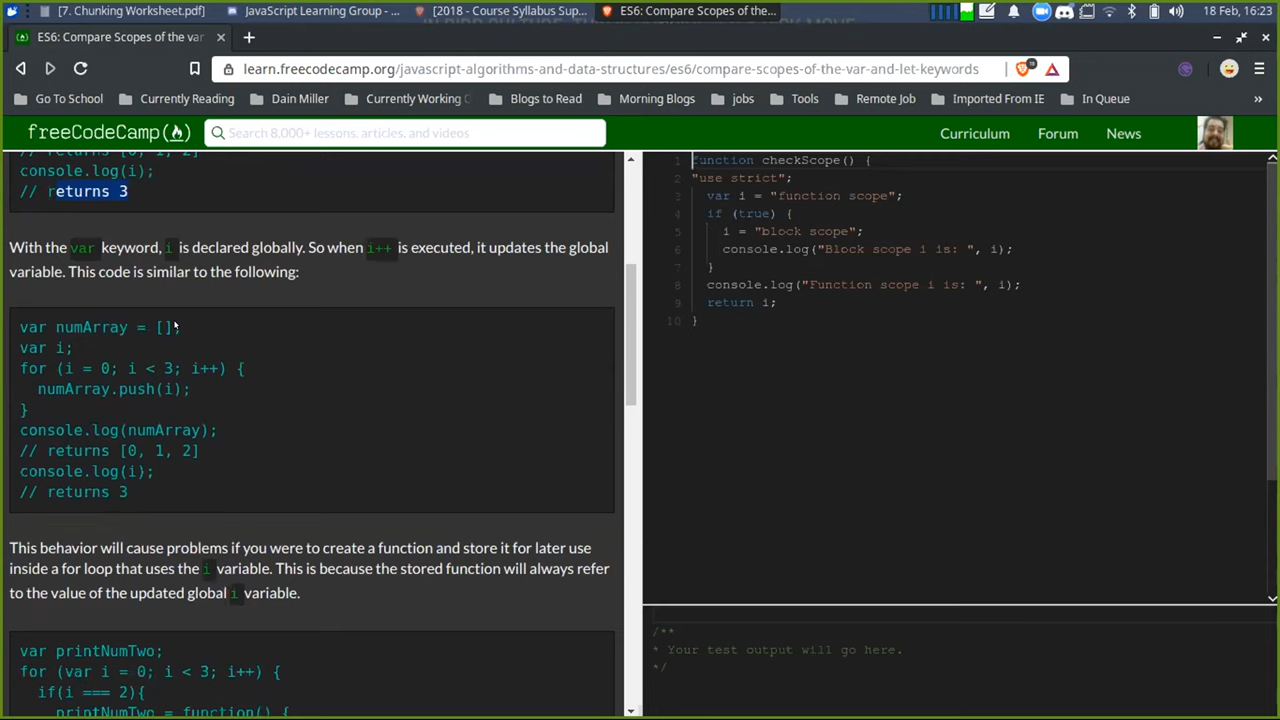 [7. Chunking Worksheet.pdf]
JavaScript Learning Group - ...
[2018 - Course Syllabus Sup...
ES6: Compare Scopes of the...
18 Feb, 16:23
ES6: Compare Scopes of the var
learn.freecodecamp.org/javascript-algorithms-and-data-structures/es6/compare-scopes-of-the-var-and-let-keywords
18
Go To School
Currently Reading
Dain Miller
Currently Working C
Blogs to Read
Morning Blogs
jobs
Tools
Remote Job
Imported From IE
In Queue
»
freeCodeCamp
Search 8,000+ lessons, articles, and videos
Curriculum
Forum
News
// returns [0, 1, 2]
console.log(i);
// returns 3
With the var keyword, i is declared globally. So when i++ is executed, it updates the global
variable. This code is similar to the following:
var numArray = [];
var i;
for (i = 0; i < 3; i++) {
numArray.push(i);
}
console.log(numArray);
// returns [0, 1, 2]
console.log(i);
// returns 3
This behavior will cause problems if you were to create a function and store it for later use
inside a for loop that uses the i variable. This is because the stored function will always refer
to the value of the updated global i variable.
var printNumTwo;
for (var i = 0; i < 3; i++) {
if(i === 2){
printNumTwo = function() {
1 function checkScope() {
2 "use strict";
3 var i = "function scope";
4 if (true) {
5 i = "block scope";
6 console.log("Block scope i is: ", i);
7 }
8 console.log("Function scope i is: ", i);
9 return i;
10 }
/**
* Your test output will go here.
*/